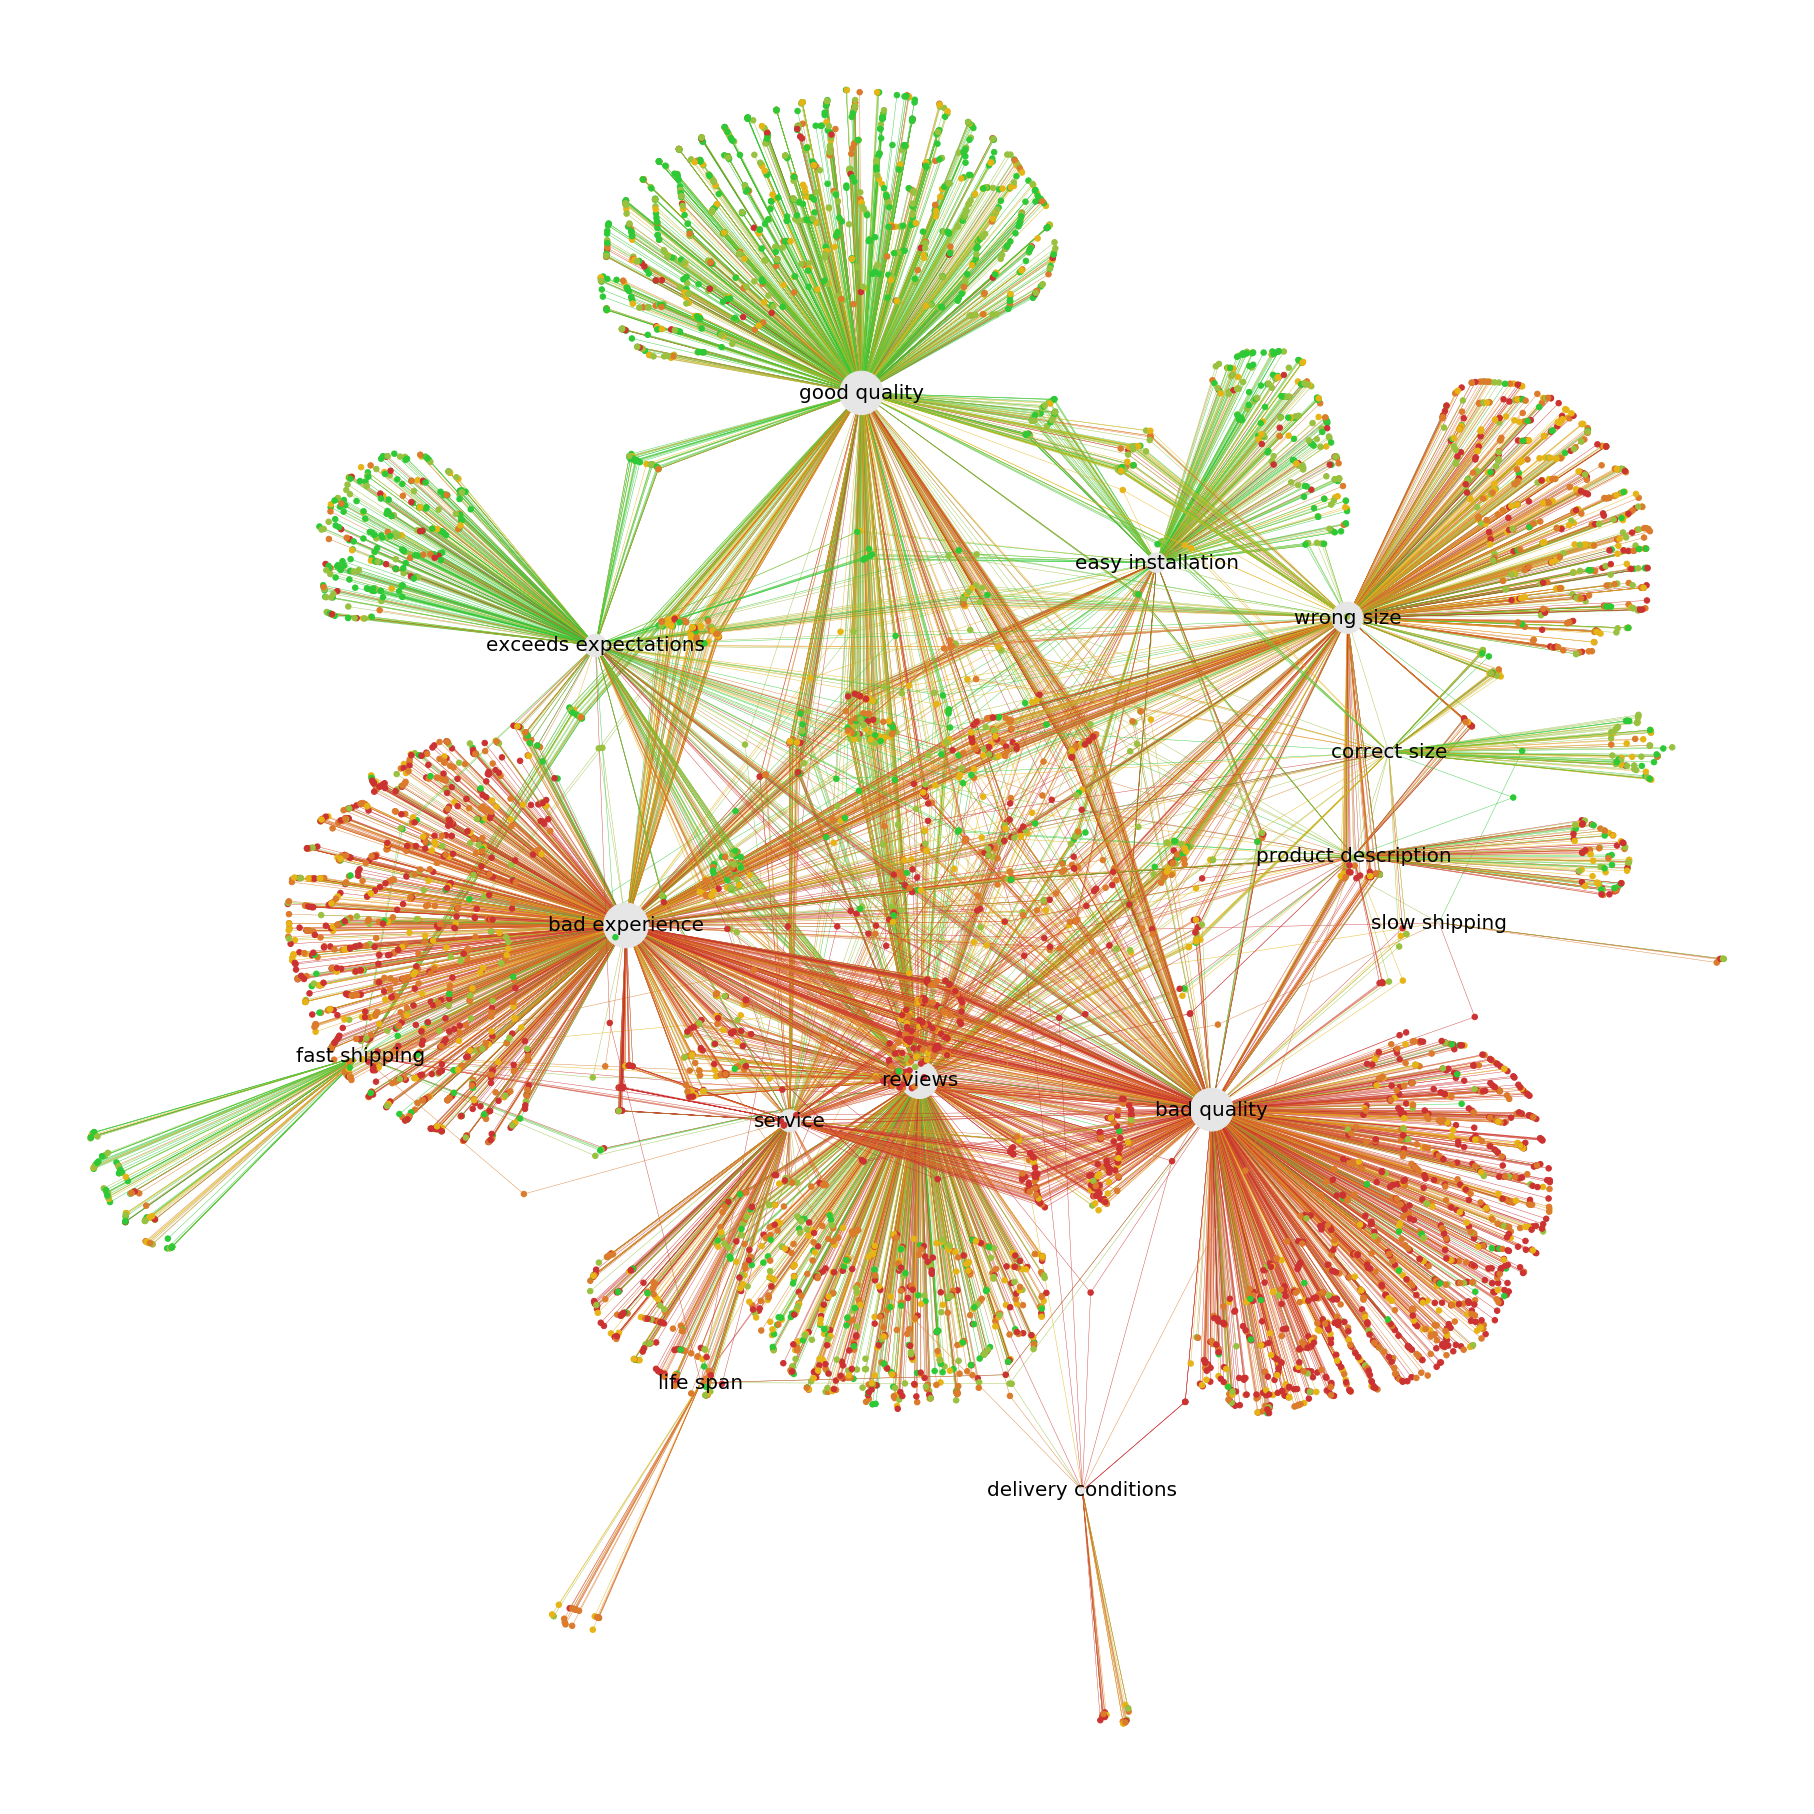 good quality
easy installation
wrong size
exceeds expectations
correct size
product description
bad experience
slow shipping
fast shipping
reviews
bad quality
service
life span
delivery conditions